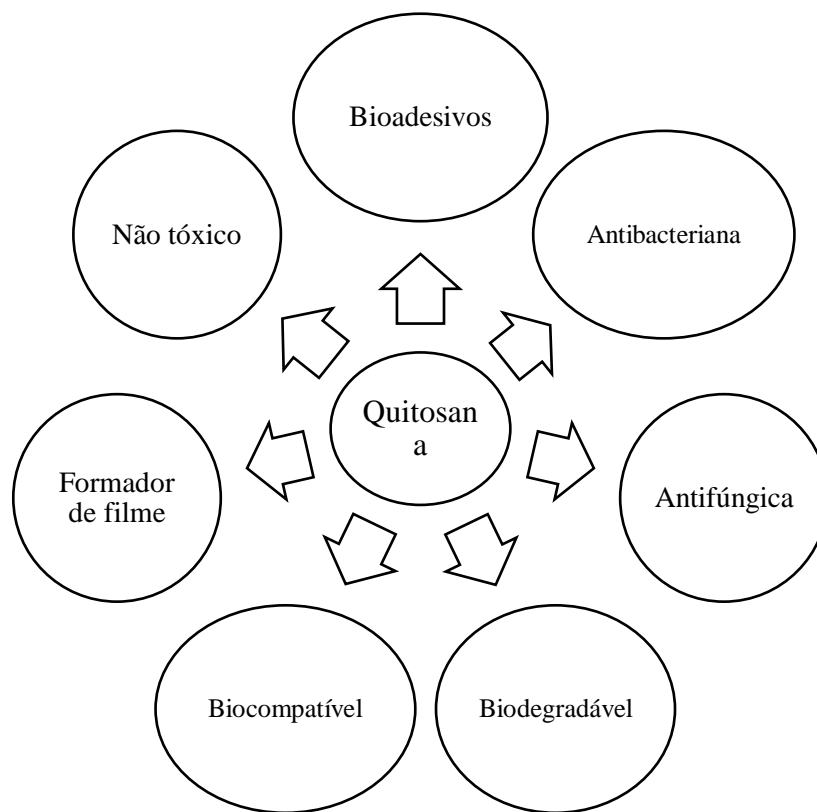 Bioadesivos
Não tóxico
Antibacteriana
Quitosan
a
Formador
de filme
Antifúngica
Biocompatível
Biodegradável